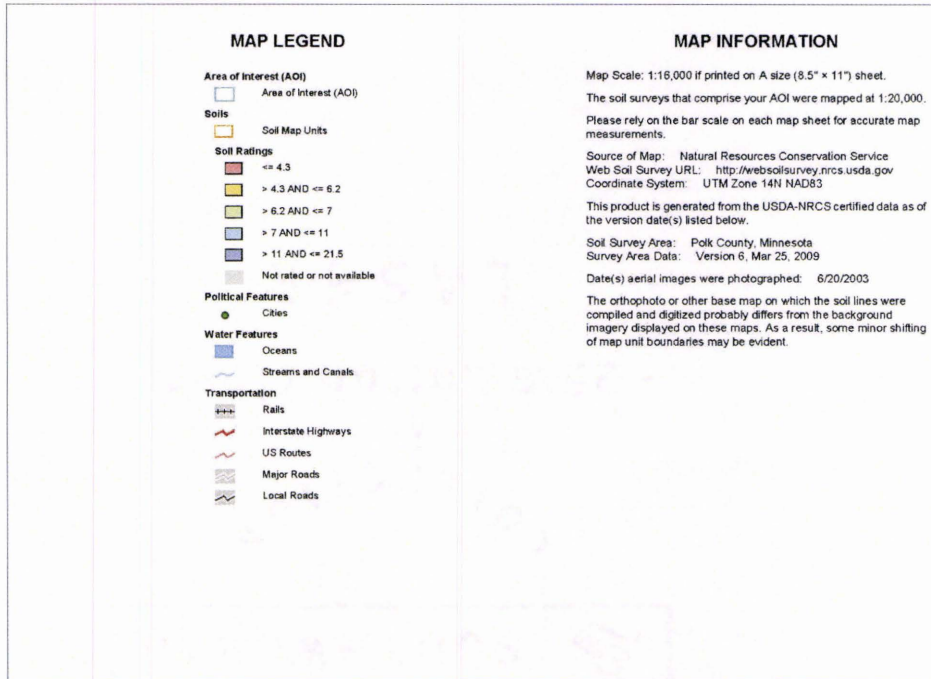 MAP LEGEND
Area of Interest (AOI)
Area of Interest (AOI)
Soils
Soil Map Units
Soil Ratings
<= 4.3
> 4.3 AND <= 6.2
> 6.2 AND <= 7
> 7 AND <= 11
> 11 AND <= 21.5
Not rated or not available
Political Features
Cities
Water Features
Oceans
Streams and Canals
Transportation
Rails
Interstate Highways
US Routes
Major Roads
Local Roads
MAP INFORMATION
Map Scale: 1:16,000 if printed on A size (8.5" × 11") sheet.
The soil surveys that comprise your AOI were mapped at 1:20,000.
Please rely on the bar scale on each map sheet for accurate map
measurements.
Source of Map: Natural Resources Conservation Service
Web Soil Survey URL: http://websoilsurvey.nrcs.usda.gov
Coordinate System: UTM Zone 14N NAD83
This product is generated from the USDA-NRCS certified data as of
the version date(s) listed below.
Soil Survey Area: Polk County, Minnesota
Survey Area Data: Version 6, Mar 25, 2009
Date(s) aerial images were photographed: 6/20/2003
The orthophoto or other base map on which the soil lines were
compiled and digitized probably differs from the background
imagery displayed on these maps. As a result, some minor shifting
of map unit boundaries may be evident.